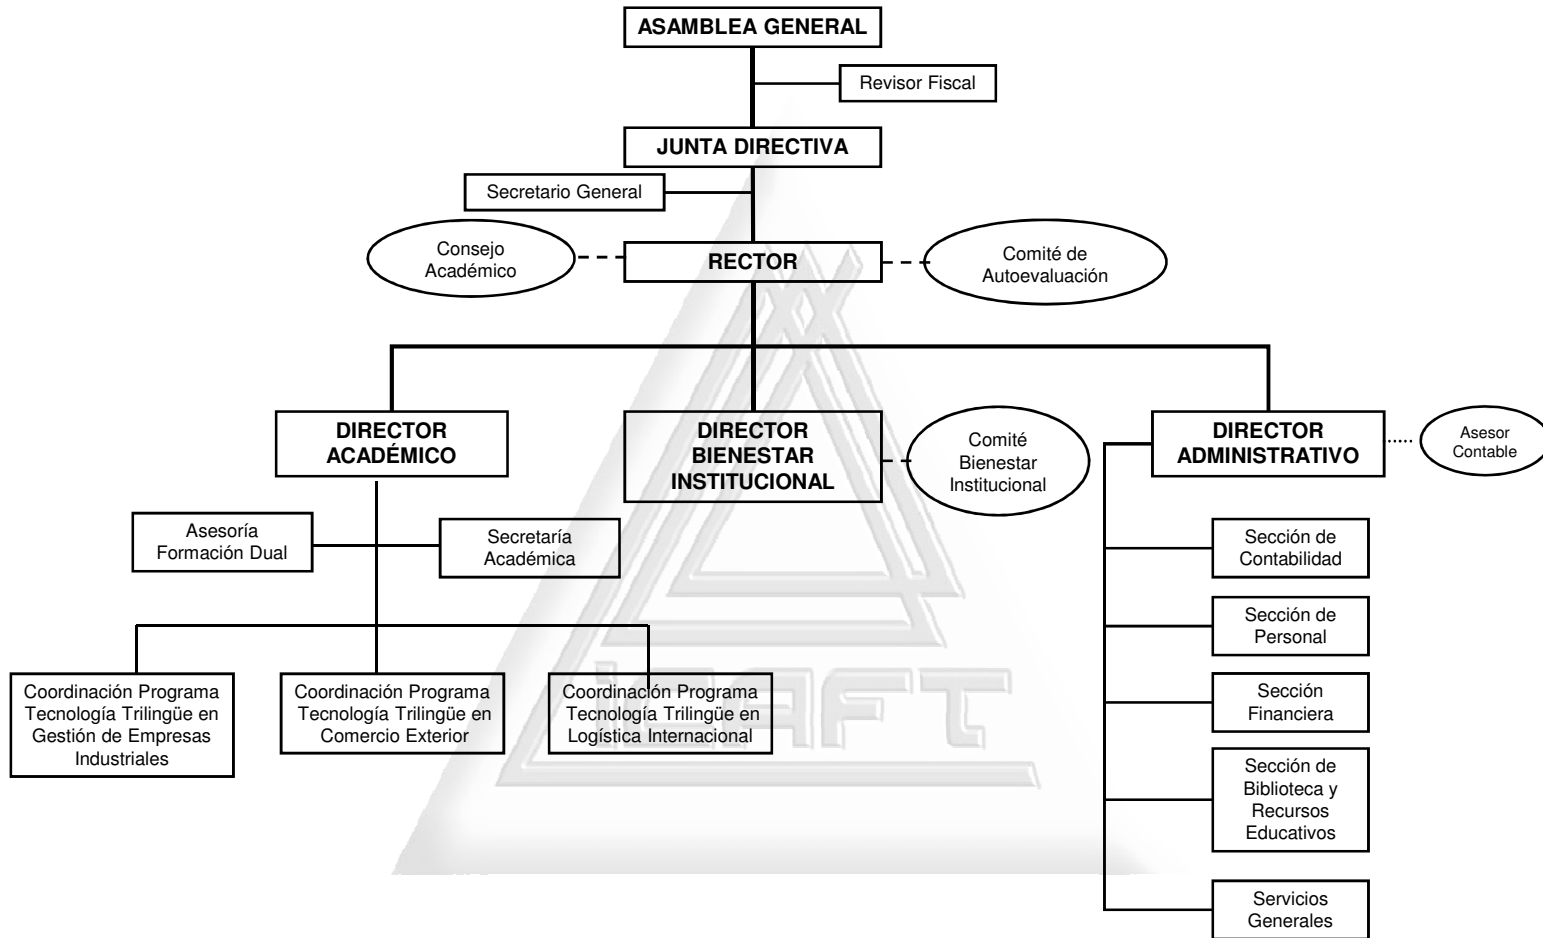 ASAMBLEA GENERAL
Revisor Fiscal
JUNTA DIRECTIVA
Secretario General
Consejo
Académico
RECTOR
Comité de
Autoevaluación
DIRECTOR
ACADÉMICO
DIRECTOR
BIENESTAR
INSTITUCIONAL
Comité
Bienestar
Institucional
DIRECTOR
ADMINISTRATIVO
Asesor
Contable
Asesoría
Formación Dual
Secretaría
Académica
Sección de
Contabilidad
Sección de
Personal
Coordinación Programa
Tecnología Trilingüe en
Gestión de Empresas
Industriales
Coordinación Programa
Tecnología Trilingüe en
Comercio Exterior
Coordinación Programa
Tecnología Trilingüe en
Logística Internacional
Sección
Financiera
Sección de
Biblioteca y
Recursos
Educativos
Servicios
Generales
iCAFT